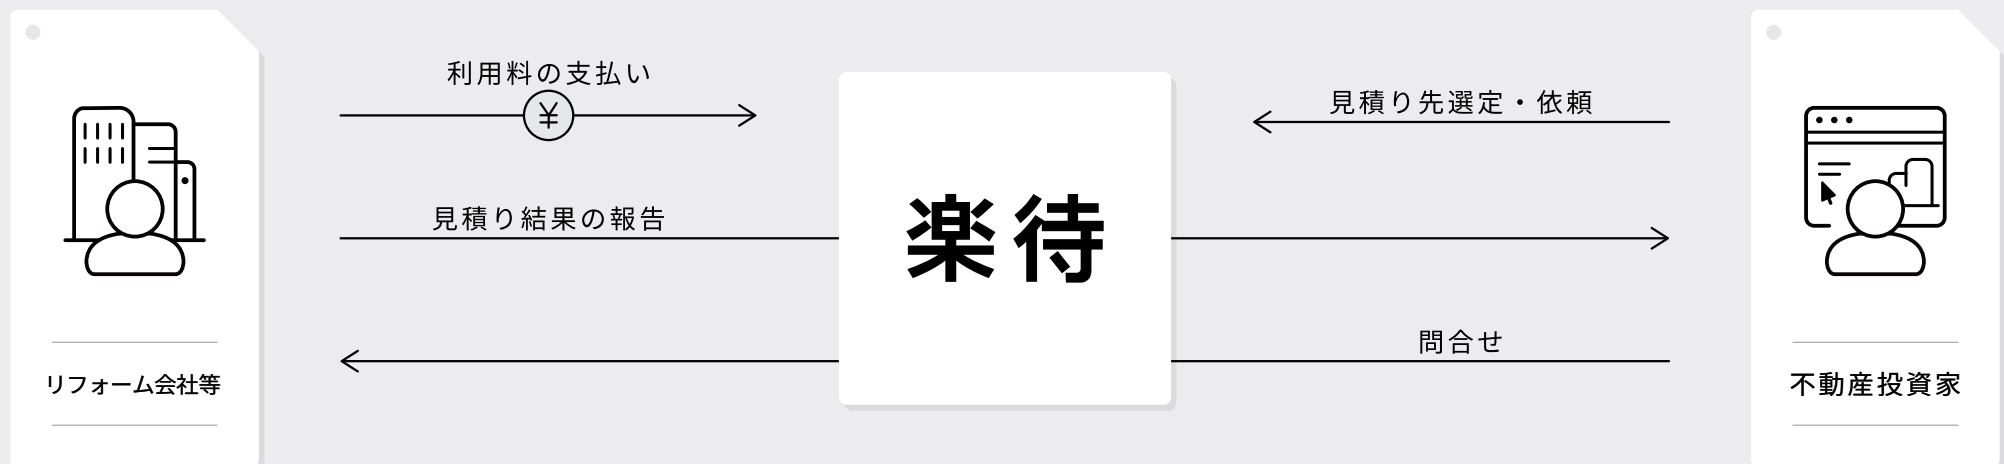 利用料の支払い
¥
見積り先選定・依頼
見積り結果の報告
楽待
問合せ
リフォーム会社等
不動産投資家